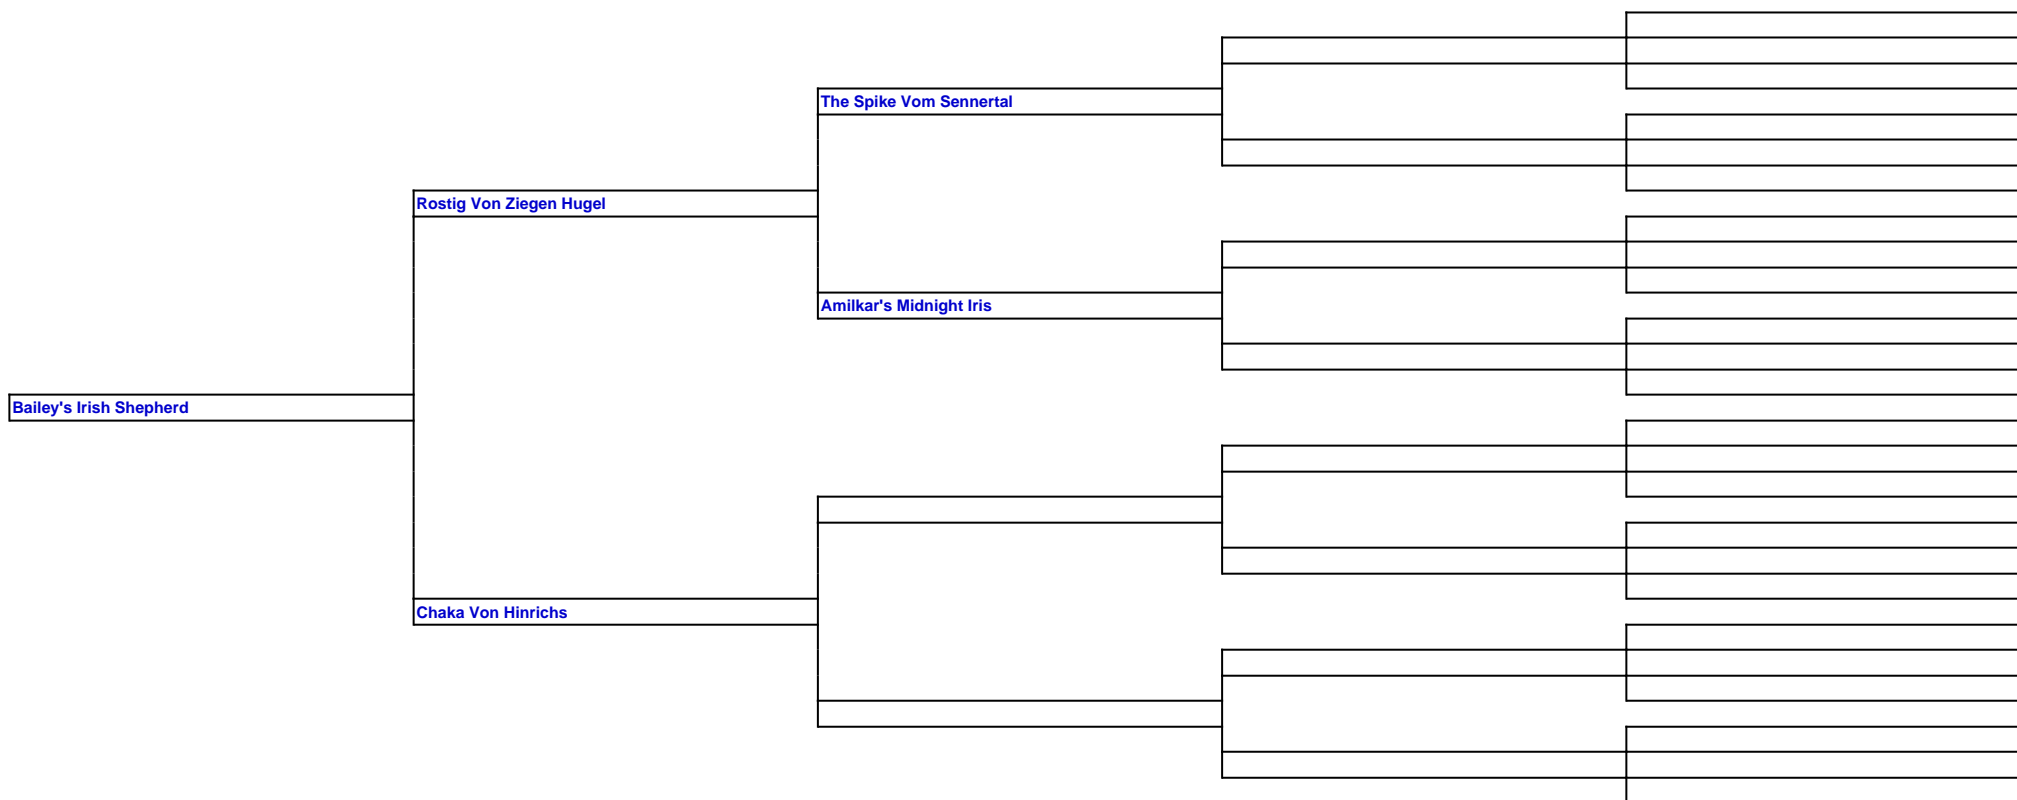 The Spike Vom Sennertal
Rostig Von Ziegen Hugel
Amilkar's Midnight Iris
Bailey's Irish Shepherd
Chaka Von Hinrichs